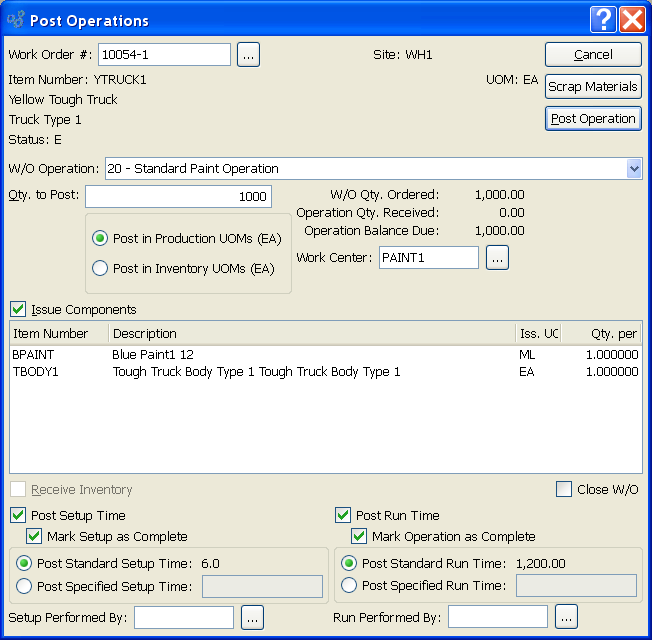 Post Operations
Work Order #: 10054-1 ... Site: WH1 Cancel
Item Number: YTRUCK1 UOM: EA Scrap Materials
Yellow Tough Truck
Truck Type 1 Post Operation
Status: E
W/O Operation: 20 - Standard Paint Operation
Qty. to Post: 1000 W/O Qty. Ordered: 1,000.00
Operation Qty. Received: 0.00
Post in Production UOMs (EA) Operation Balance Due: 1,000.00
Work Center: PAINT1 ...
Post in Inventory UOMs (EA)
Issue Components
Item Number Description Iss. UO Qty. per
BPAINT Blue Paint1 12 ML 1.000000
TBODY1 Tough Truck Body Type 1 Tough Truck Body Type 1 EA 1.000000
Receive Inventory Close W/O
Post Setup Time Post Run Time
Mark Setup as Complete Mark Operation as Complete
Post Standard Setup Time: 6.0 Post Standard Run Time: 1,200.00
Post Specified Setup Time: Post Specified Run Time:
Setup Performed By: ... Run Performed By: ...